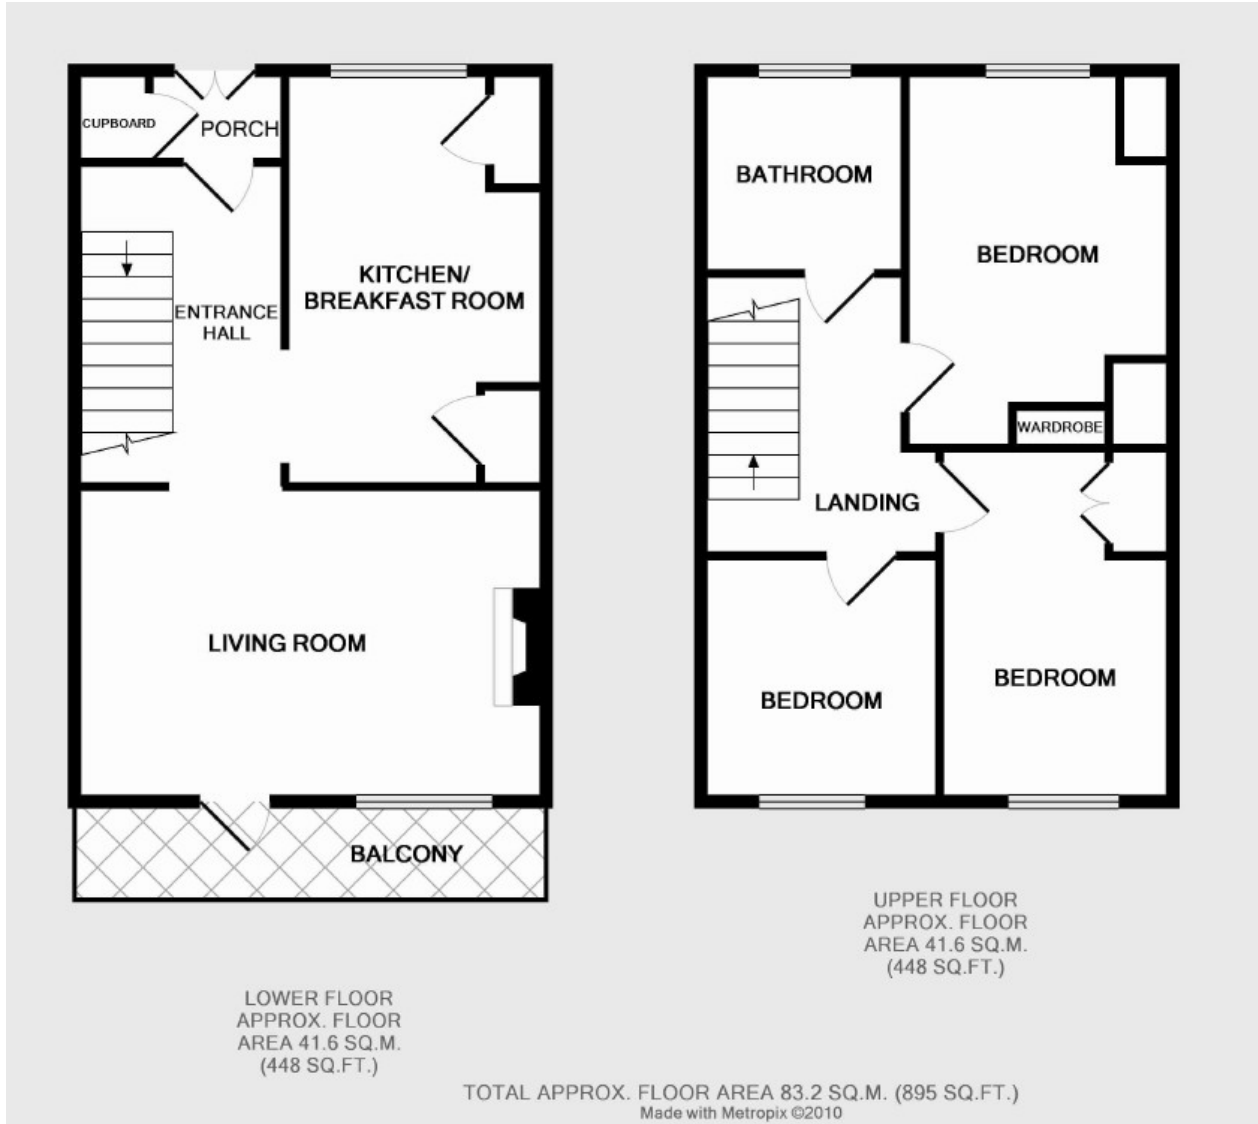 CUPBOARD
PORCH
KITCHEN/
BREAKFAST ROOM
ENTRANCE
HALL
LIVING ROOM
BALCONY
LOWER FLOOR
APPROX. FLOOR
AREA 41.6 SQ.M.
(448 SQ.FT.)
BATHROOM
BEDROOM
WARDROBE
LANDING
BEDROOM
BEDROOM
UPPER FLOOR
APPROX. FLOOR
AREA 41.6 SQ.M.
(448 SQ.FT.)
TOTAL APPROX. FLOOR AREA 83.2 SQ.M. (895 SQ.FT.)
Made with Metropix ©2010